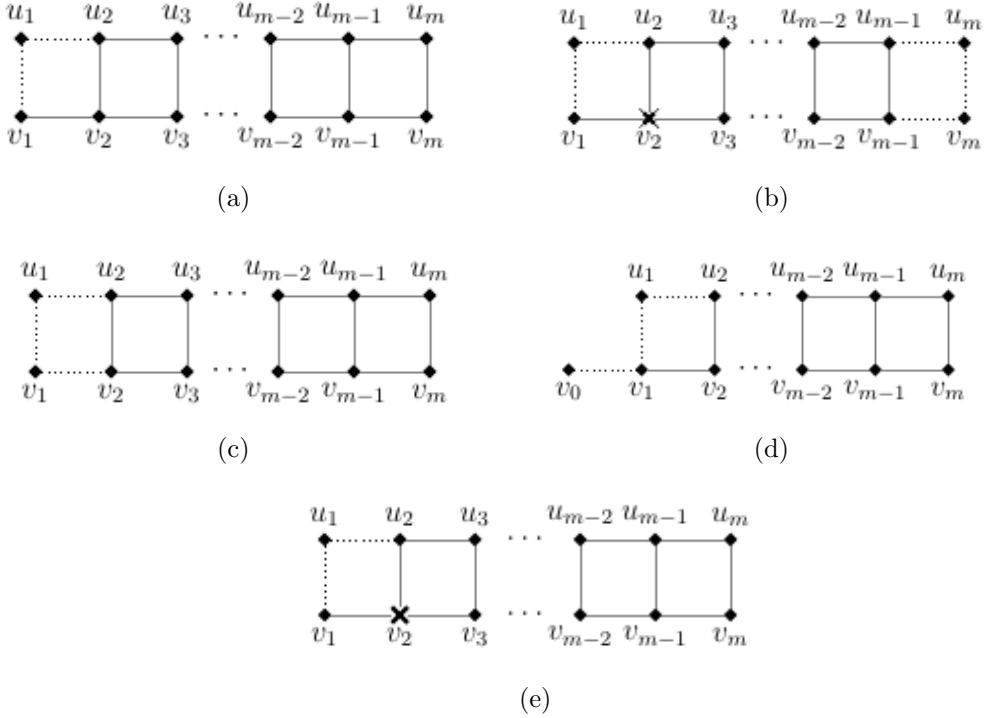 u₁ u₂ u₃ ··· uₘ₋₂ uₘ₋₁ uₘ
v₁ v₂ v₃ ··· vₘ₋₂ vₘ₋₁ vₘ
(a)
u₁ u₂ u₃ ··· uₘ₋₂ uₘ₋₁ uₘ
v₁ v₂ v₃ ··· vₘ₋₂ vₘ₋₁ vₘ
(b)
u₁ u₂ u₃ ··· uₘ₋₂ uₘ₋₁ uₘ
v₁ v₂ v₃ ··· vₘ₋₂ vₘ₋₁ vₘ
(c)
u₁ u₂ ··· uₘ₋₂ uₘ₋₁ uₘ
v₀ v₁ v₂ ··· vₘ₋₂ vₘ₋₁ vₘ
(d)
u₁ u₂ u₃ ··· uₘ₋₂ uₘ₋₁ uₘ
v₁ v₂ v₃ ··· vₘ₋₂ vₘ₋₁ vₘ
(e)